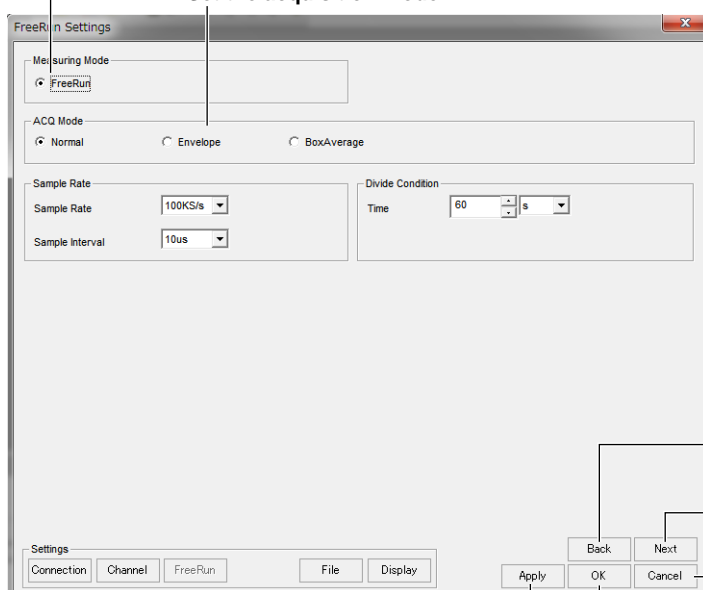 FreeRun Settings
Measuring Mode
FreeRun
ACQ Mode
Normal Envelope BoxAverage
Sample Rate
Sample Rate 100KS/s
Sample Interval 10us
Divide Condition
Time 60 s
Settings
Connection Channel FreeRun File Display
Back Next
Apply OK Cancel